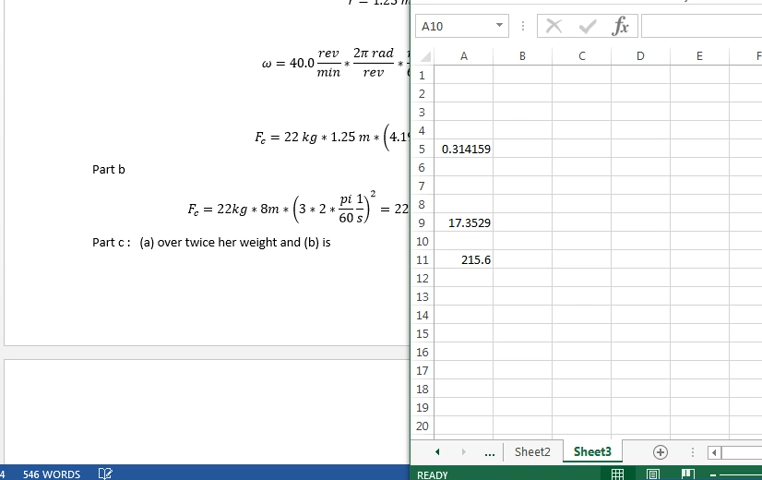 r = 1.25 m
ω = 40.0 rev/min * 2π rad/rev *
F_c = 22 kg * 1.25 m * (4.19
Part b
F_c = 22kg * 8m * (3 * 2 * pi/60 1/s)^2 = 22
Part c : (a) over twice her weight and (b) is
546 WORDS
A10
fx
A B C D E F
1
2
3
4
5 0.314159
6
7
8
9 17.3529
10
11 215.6
12
13
14
15
16
17
18
19
20
... Sheet2 Sheet3
READY